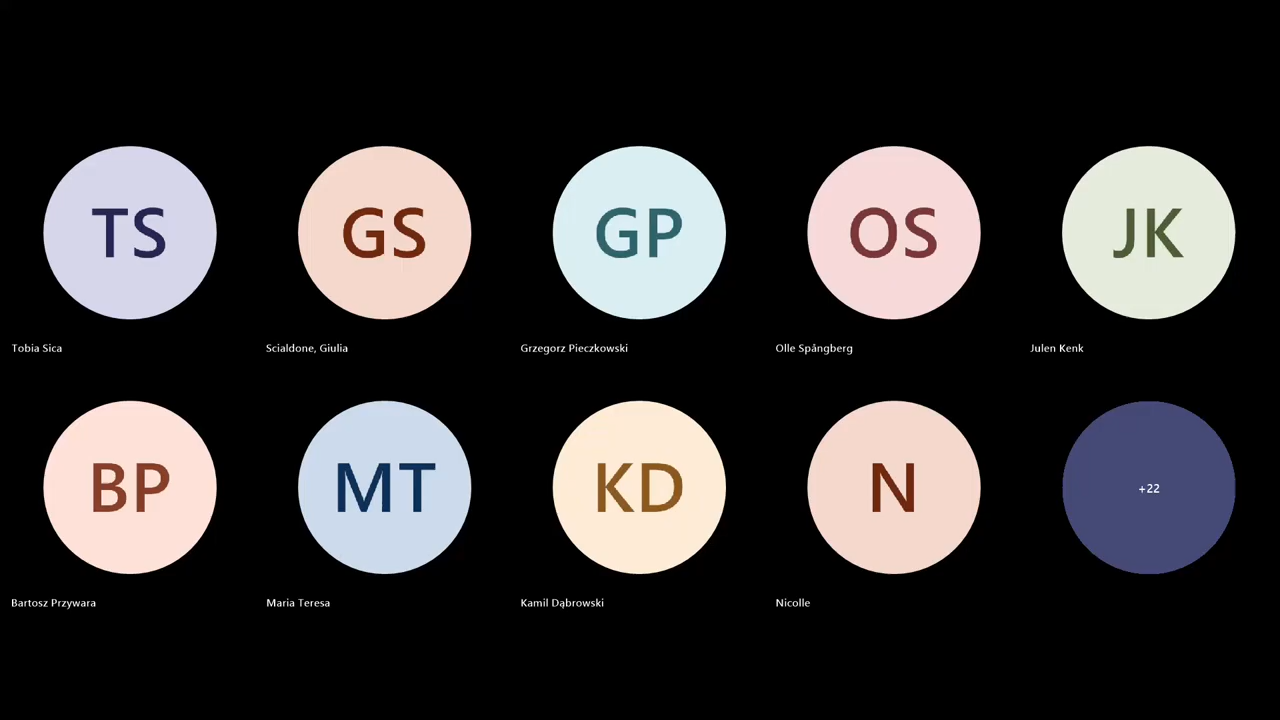 TS
GS
GP
OS
JK
Tobia Sica
Scialdone, Giulia
Grzegorz Pieczkowski
Olle Spångberg
Julen Kenk
BP
MT
KD
N
+22
Bartosz Przywara
Maria Teresa
Kamil Dąbrowski
Nicolle